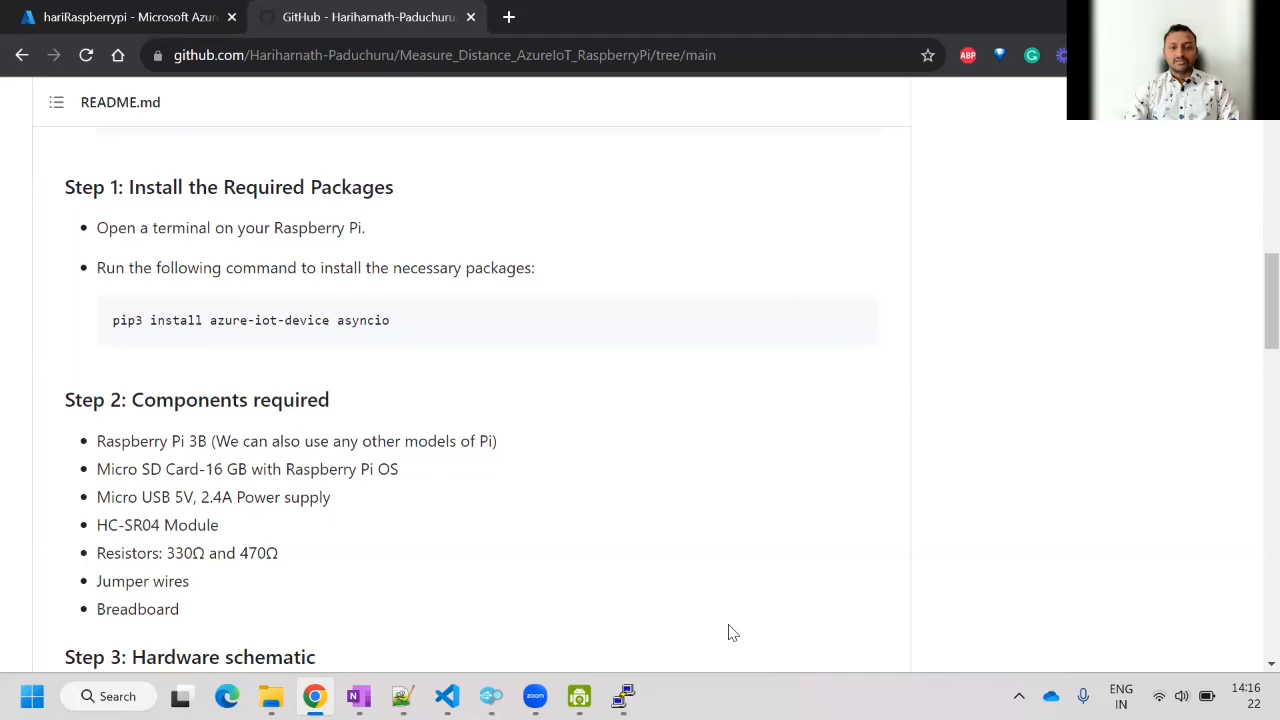 hariRaspberrypi - Microsoft Azur
GitHub - Hariharnath-Paduchuru
github.com/Hariharnath-Paduchuru/Measure_Distance_AzureIoT_RaspberryPi/tree/main
ABP
README.md
Step 1: Install the Required Packages
Open a terminal on your Raspberry Pi.
Run the following command to install the necessary packages:
pip3 install azure-iot-device asyncio
Step 2: Components required
Raspberry Pi 3B (We can also use any other models of Pi)
Micro SD Card-16 GB with Raspberry Pi OS
Micro USB 5V, 2.4A Power supply
HC-SR04 Module
Resistors: 330Ω and 470Ω
Jumper wires
Breadboard
Step 3: Hardware schematic
Search
zoom
ENG
IN
14:16
22